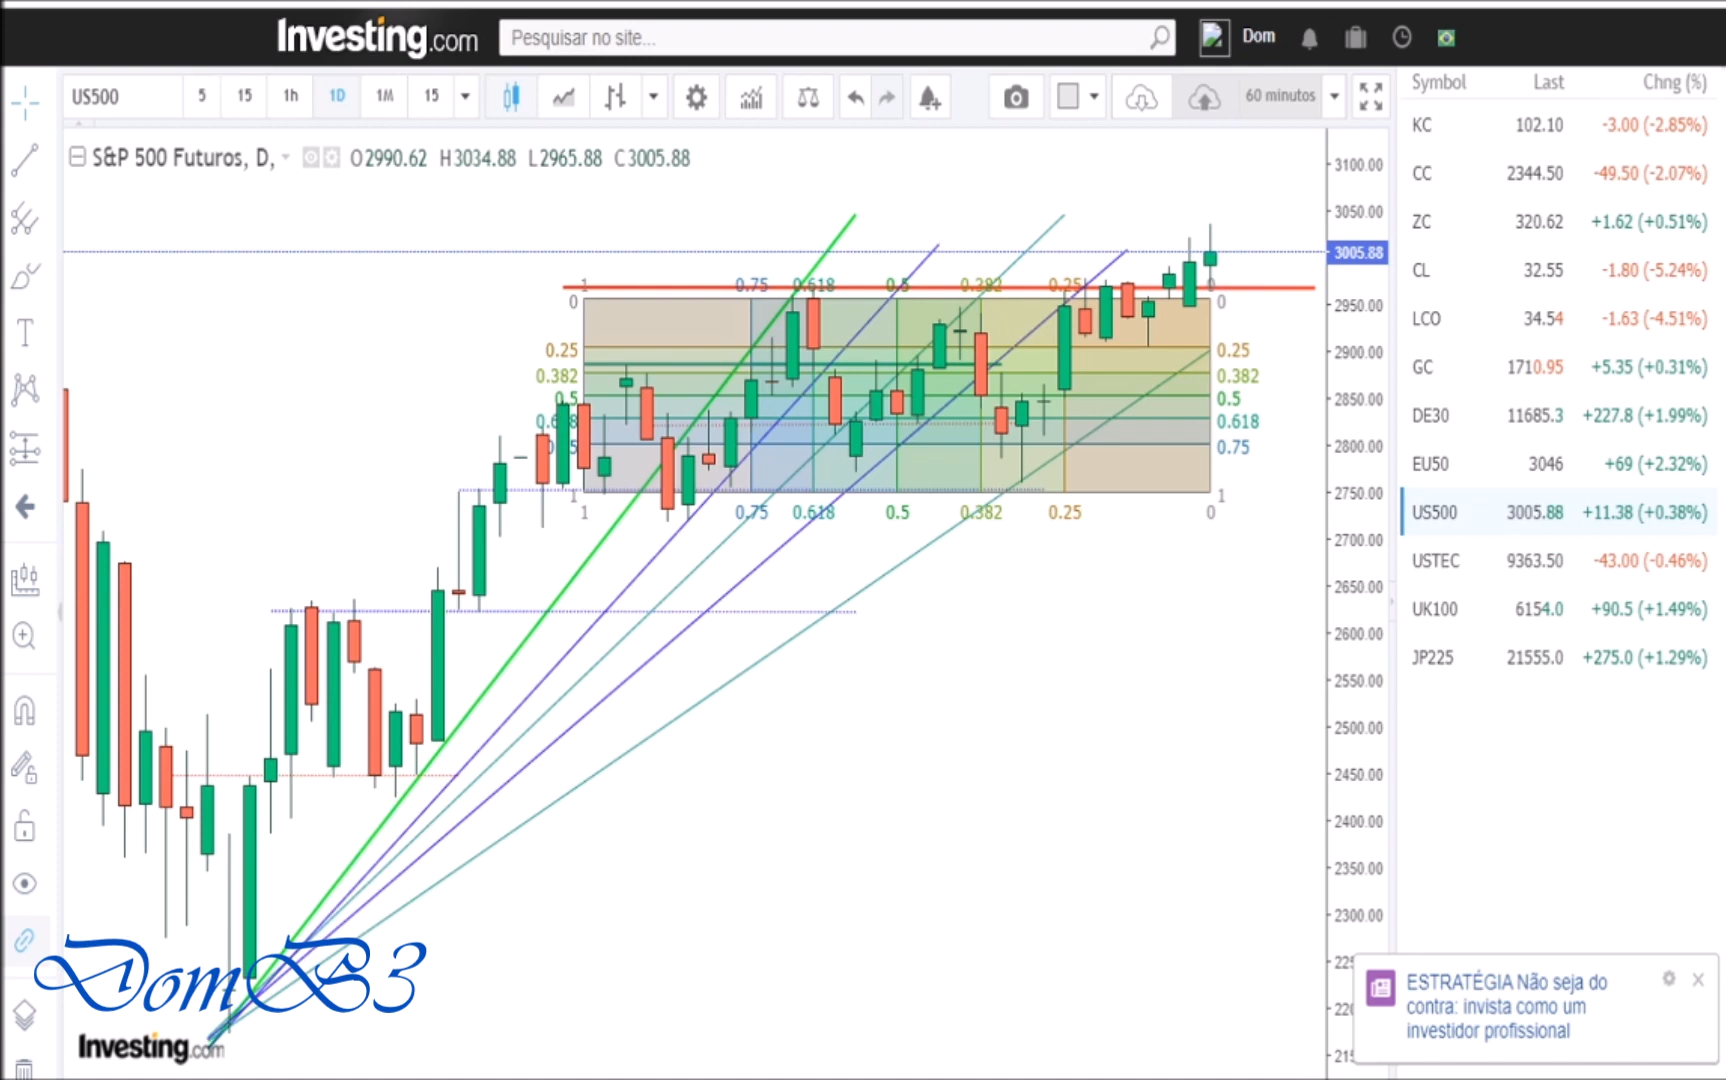 Investing.com
Pesquisar no site...
Dom
US500 5 15 1h 1D 1M 15 60 minutos
Symbol Last Chng (%)
KC 102.10 -3.00 (-2.85%)
CC 2344.50 -49.50 (-2.07%)
ZC 320.62 +1.62 (+0.51%)
CL 32.55 -1.80 (-5.24%)
LCO 34.54 -1.63 (-4.51%)
GC 1710.95 +5.35 (+0.31%)
DE30 11685.3 +227.8 (+1.99%)
EU50 3046 +69 (+2.32%)
US500 3005.88 +11.38 (+0.38%)
USTEC 9363.50 -43.00 (-0.46%)
UK100 6154.0 +90.5 (+1.49%)
JP225 21555.0 +275.0 (+1.29%)
S&P 500 Futuros, D, O2990.62 H3034.88 L2965.88 C3005.88
3100.00
3050.00
3005.88
2950.00
2900.00
2850.00
2800.00
2750.00
2700.00
2650.00
2600.00
2550.00
2500.00
2450.00
2400.00
2350.00
2300.00
1 0.75 0.618 0.5 0.382 0.25 0
0 0
0.25 0.25
0.382 0.382
0.5 0.5
0.618 0.618
0.75
1 1
1 0.75 0.618 0.5 0.382 0.25 0
DomB3
Investing.com
ESTRATÉGIA Não seja do
contra: invista como um
investidor profissional